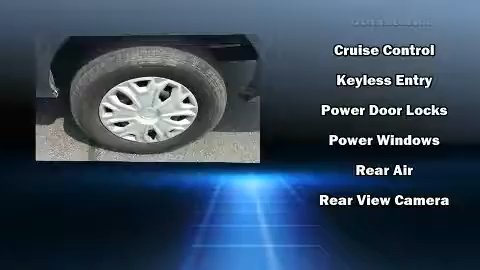 Cruise Control
Keyless Entry
Power Door Locks
Power Windows
Rear Air
Rear View Camera